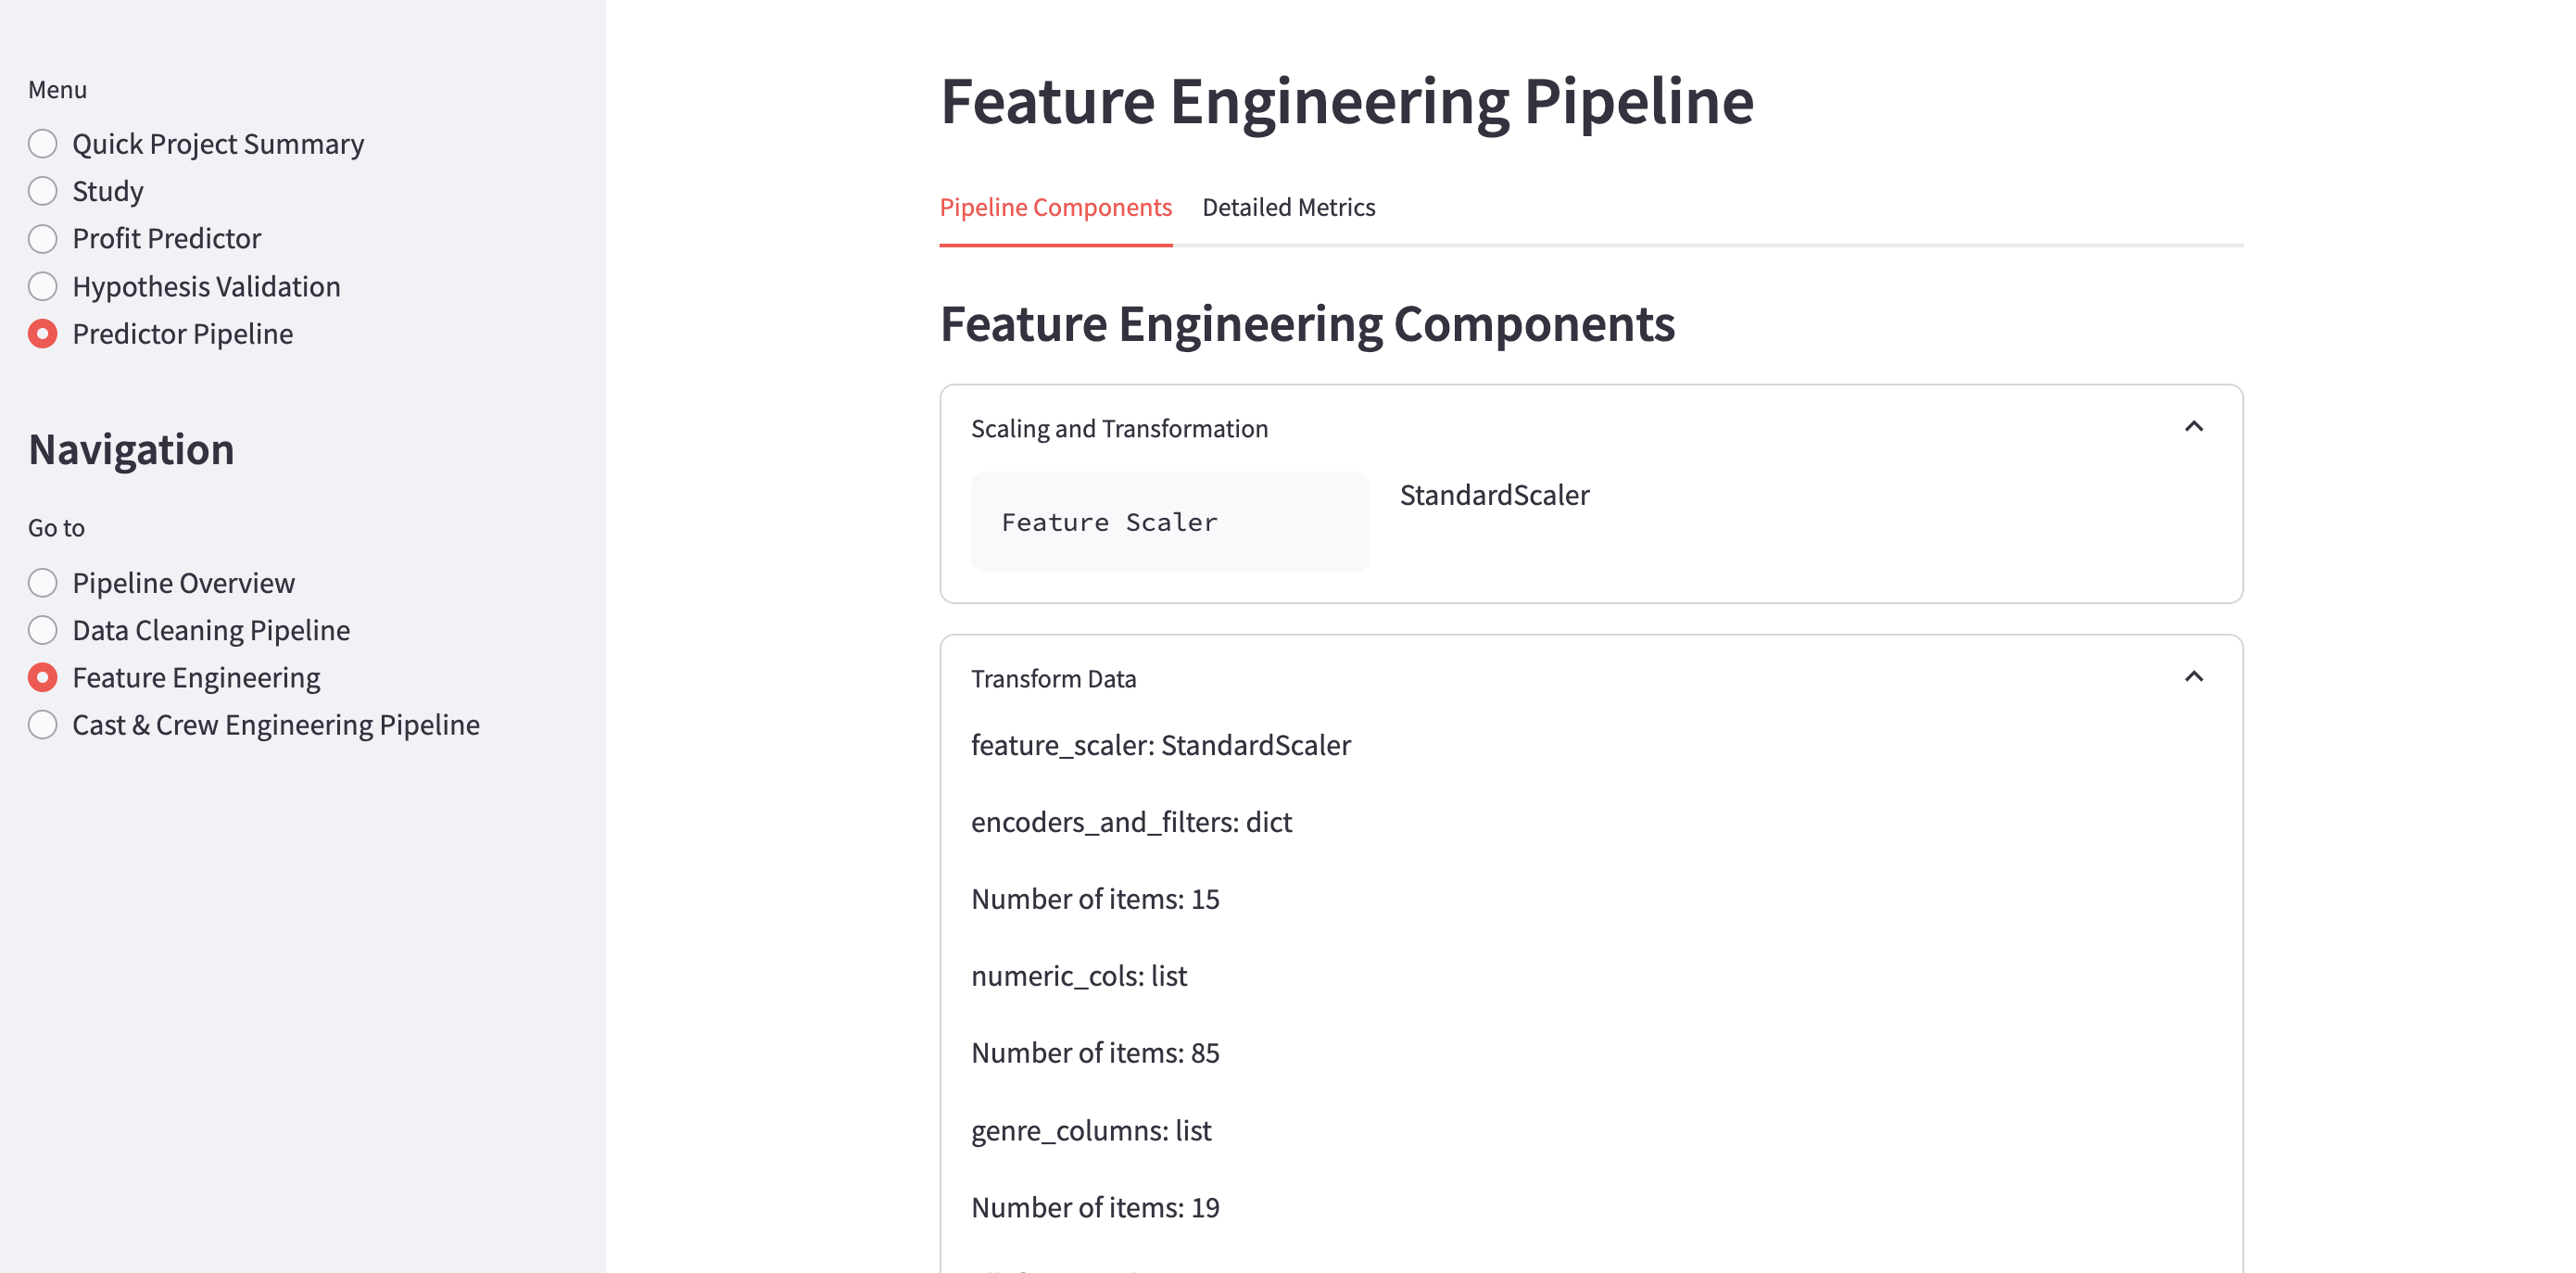 Menu
Quick Project Summary
Study
Profit Predictor
Hypothesis Validation
Predictor Pipeline
Navigation
Go to
Pipeline Overview
Data Cleaning Pipeline
Feature Engineering
Cast & Crew Engineering Pipeline
Feature Engineering Pipeline
Pipeline Components Detailed Metrics
Feature Engineering Components
Scaling and Transformation
Feature Scaler StandardScaler
Transform Data
feature_scaler: StandardScaler
encoders_and_filters: dict
Number of items: 15
numeric_cols: list
Number of items: 85
genre_columns: list
Number of items: 19